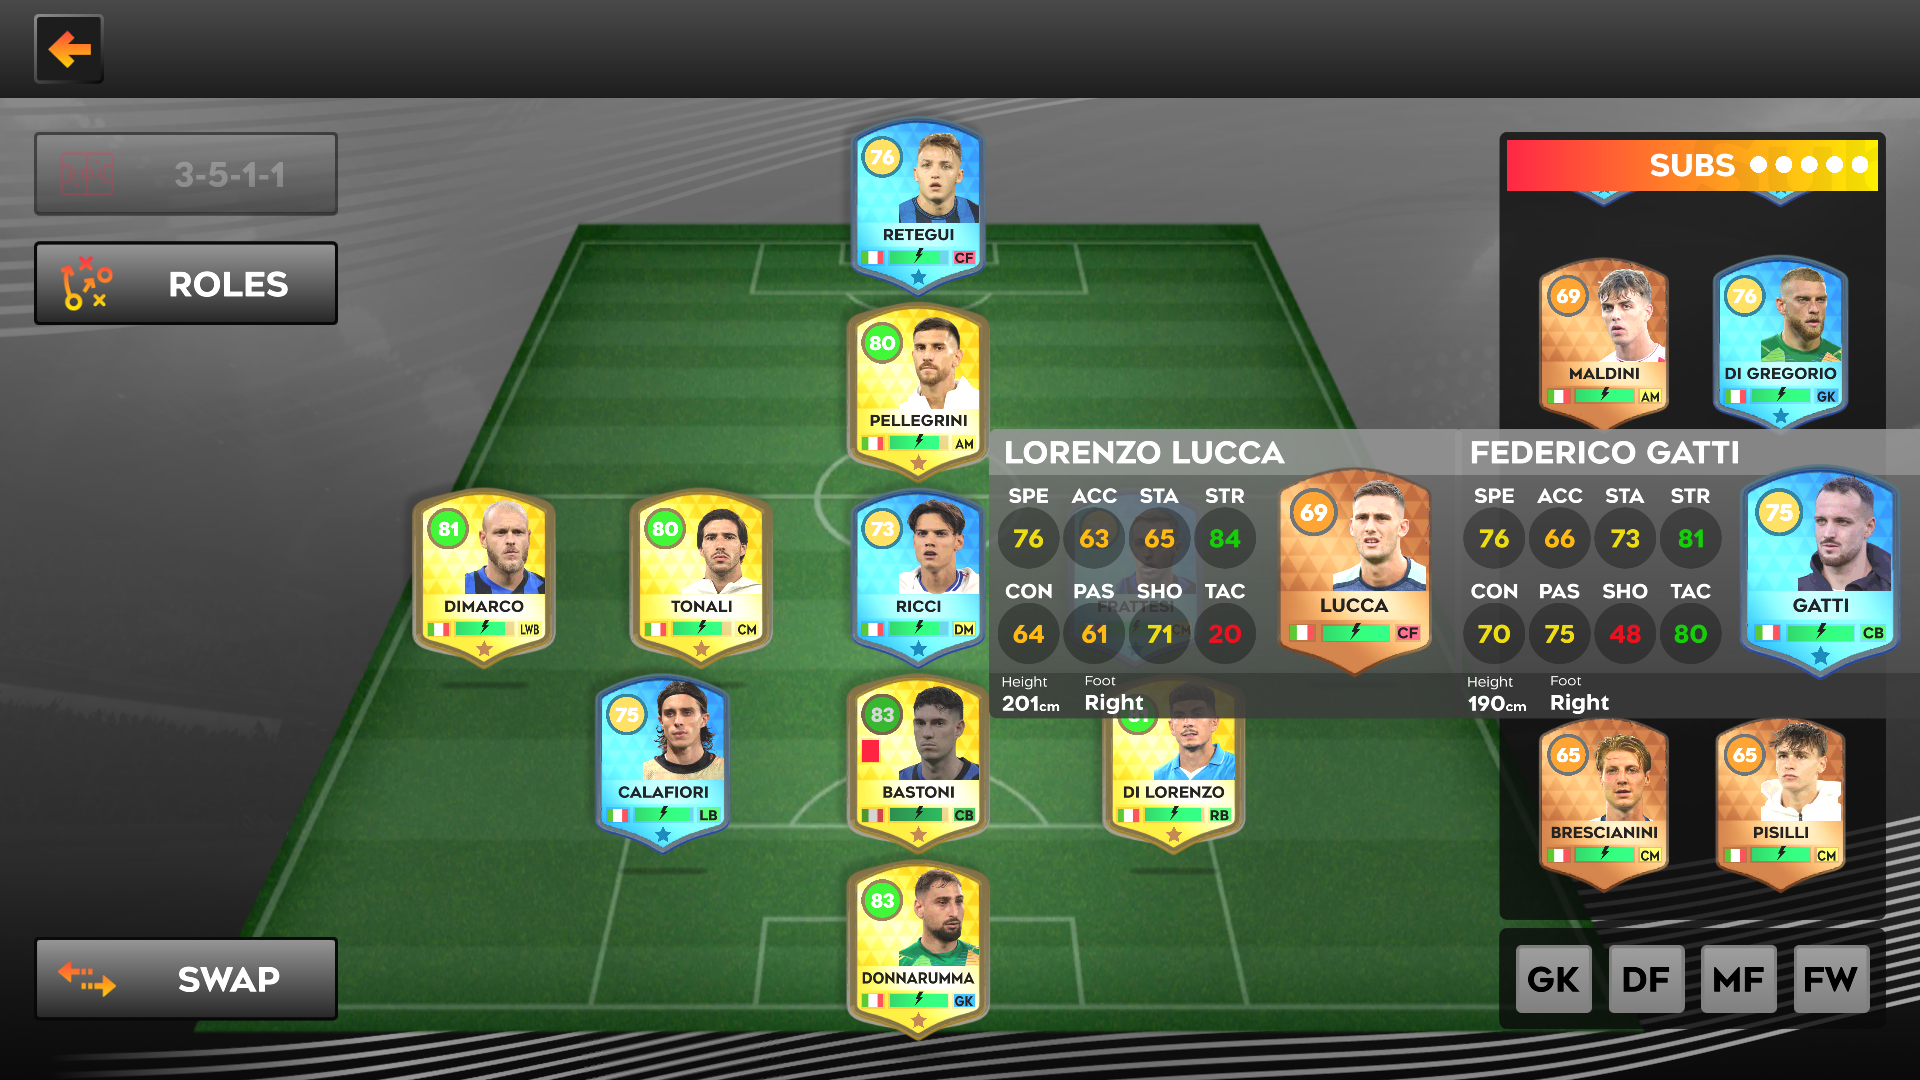 3-5-1-1
ROLES
SWAP
76
RETEGUI
CF
80
PELLEGRINI
AM
81
DIMARCO
LWB
80
TONALI
CM
73
RICCI
DM
FRATTESI
CM
75
CALAFIORI
LB
83
BASTONI
CB
81
DI LORENZO
RB
83
DONNARUMMA
GK
LORENZO LUCCA
SPE ACC STA STR
76 63 65 84
CON PAS SHO TAC
64 61 71 20
Height Foot
201cm Right
69
LUCCA
CF
FEDERICO GATTI
SPE ACC STA STR
76 66 73 81
CON PAS SHO TAC
70 75 48 80
Height Foot
190cm Right
75
GATTI
CB
SUBS
69
MALDINI
AM
76
DI GREGORIO
GK
65
BRESCIANINI
CM
65
PISILLI
CM
GK DF MF FW